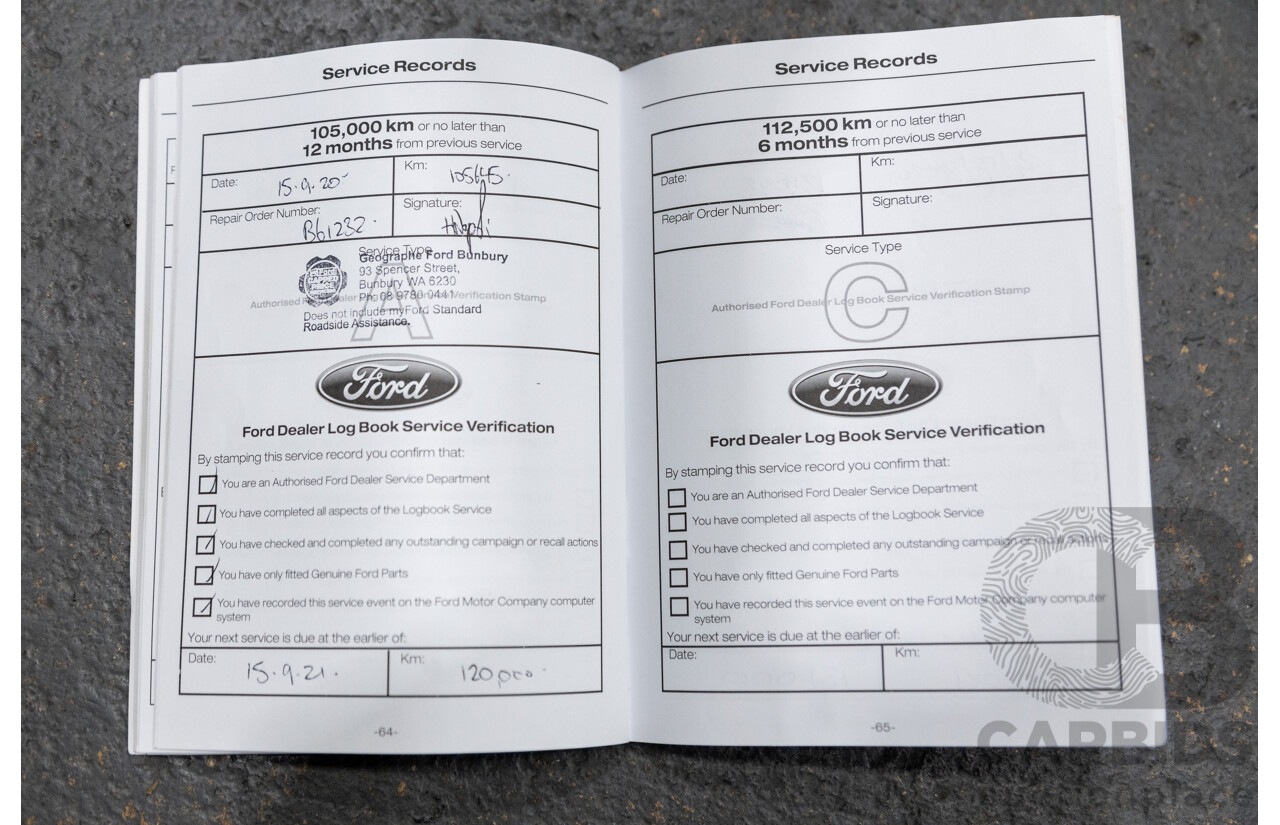 Service Records
105,000 km or no later than
12 months from previous service
Date: 15.9.20
Km: 105645.
Repair Order Number: B61232.
Signature:
Service Type
A
Geographe Ford Bunbury
93 Spencer Street,
Bunbury WA 6230
Ph: 08 9780 0441
Authorised Ford Dealer Log Book Service Verification Stamp
Does not include myFord Standard
Roadside Assistance.
Ford
Ford Dealer Log Book Service Verification
By stamping this service record you confirm that:
You are an Authorised Ford Dealer Service Department
You have completed all aspects of the Logbook Service
You have checked and completed any outstanding campaign or recall actions
You have only fitted Genuine Ford Parts
You have recorded this service event on the Ford Motor Company computer
system
Your next service is due at the earlier of:
Date: 15.9.21.
Km: 120,000
-64-
Service Records
112,500 km or no later than
6 months from previous service
Date:
Km:
Repair Order Number:
Signature:
Service Type
C
Authorised Ford Dealer Log Book Service Verification Stamp
Ford
Ford Dealer Log Book Service Verification
By stamping this service record you confirm that:
You are an Authorised Ford Dealer Service Department
You have completed all aspects of the Logbook Service
You have checked and completed any outstanding campaign or recall actions
You have only fitted Genuine Ford Parts
You have recorded this service event on the Ford Motor Company computer
system
Your next service is due at the earlier of:
Date:
Km:
-65-
CARBIDS